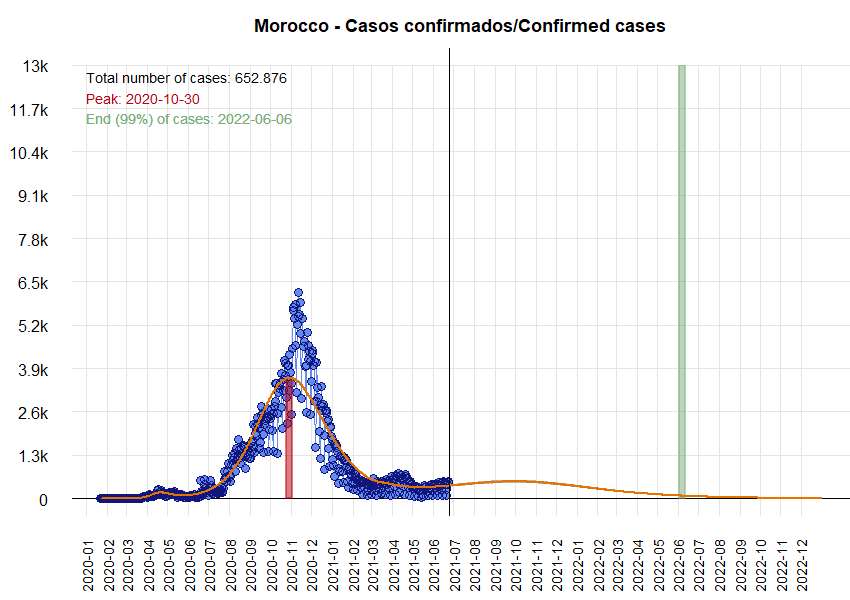 Morocco - Casos confirmados/Confirmed cases
13k
Total number of cases: 652.876
Peak: 2020-10-30
End (99%) of cases: 2022-06-06
11.7k
10.4k
9.1k
7.8k
6.5k
5.2k
3.9k
2.6k
1.3k
0
2020-01
2020-02
2020-03
2020-04
2020-05
2020-06
2020-07
2020-08
2020-09
2020-10
2020-11
2020-12
2021-01
2021-02
2021-03
2021-04
2021-05
2021-06
2021-07
2021-08
2021-09
2021-10
2021-11
2021-12
2022-01
2022-02
2022-03
2022-04
2022-05
2022-06
2022-07
2022-08
2022-09
2022-10
2022-11
2022-12